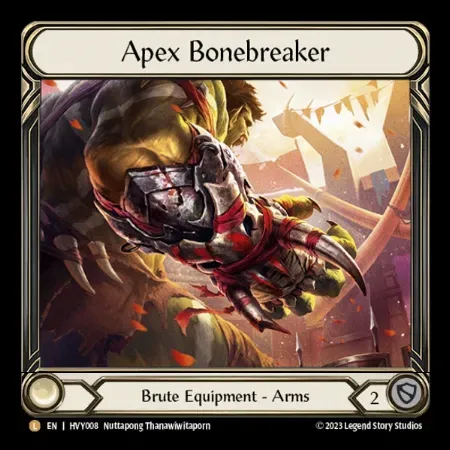 Apex Bonebreaker
Brute Equipment - Arms
2
L EN | HVY008 Nuttapong Thanawiwitaporn ©2023 Legend Story Studios